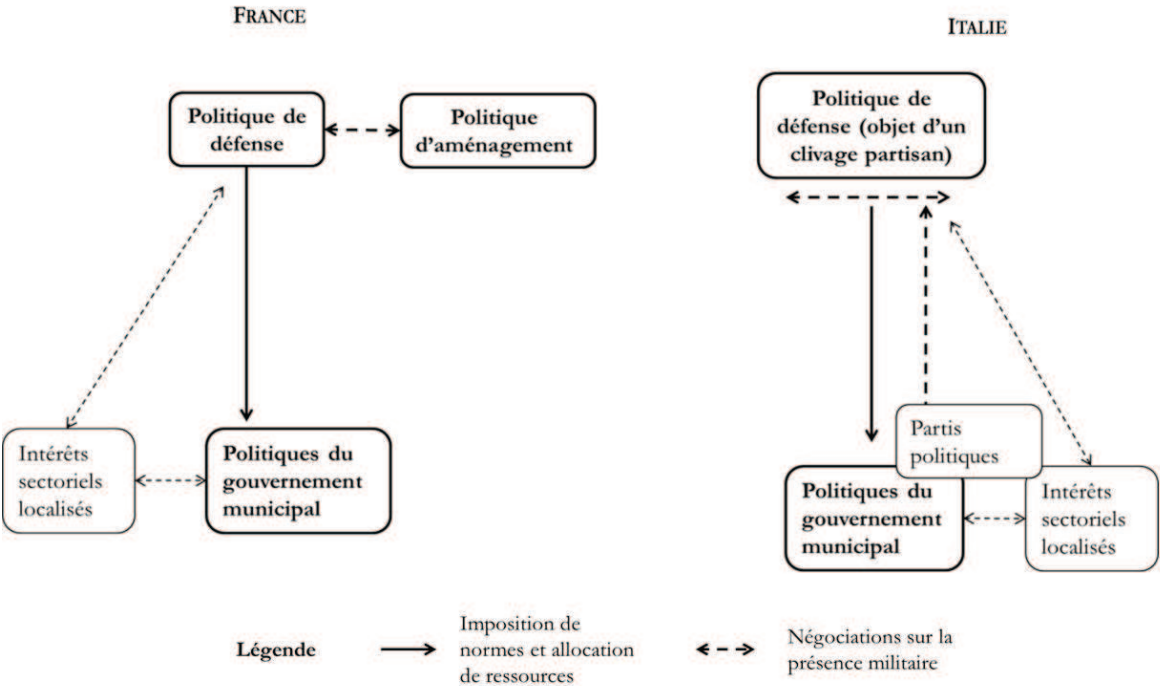 FRANCE
ITALIE
Politique de
défense
Politique
d'aménagement
Politique de
défense (objet d'un
clivage partisan)
Intérêts
sectoriels
localisés
Politiques du
gouvernement
municipal
Partis
politiques
Politiques du
gouvernement
municipal
Intérêts
sectoriels
localisés
Légende
Imposition de
normes et allocation
de ressources
Négociations sur la
présence militaire